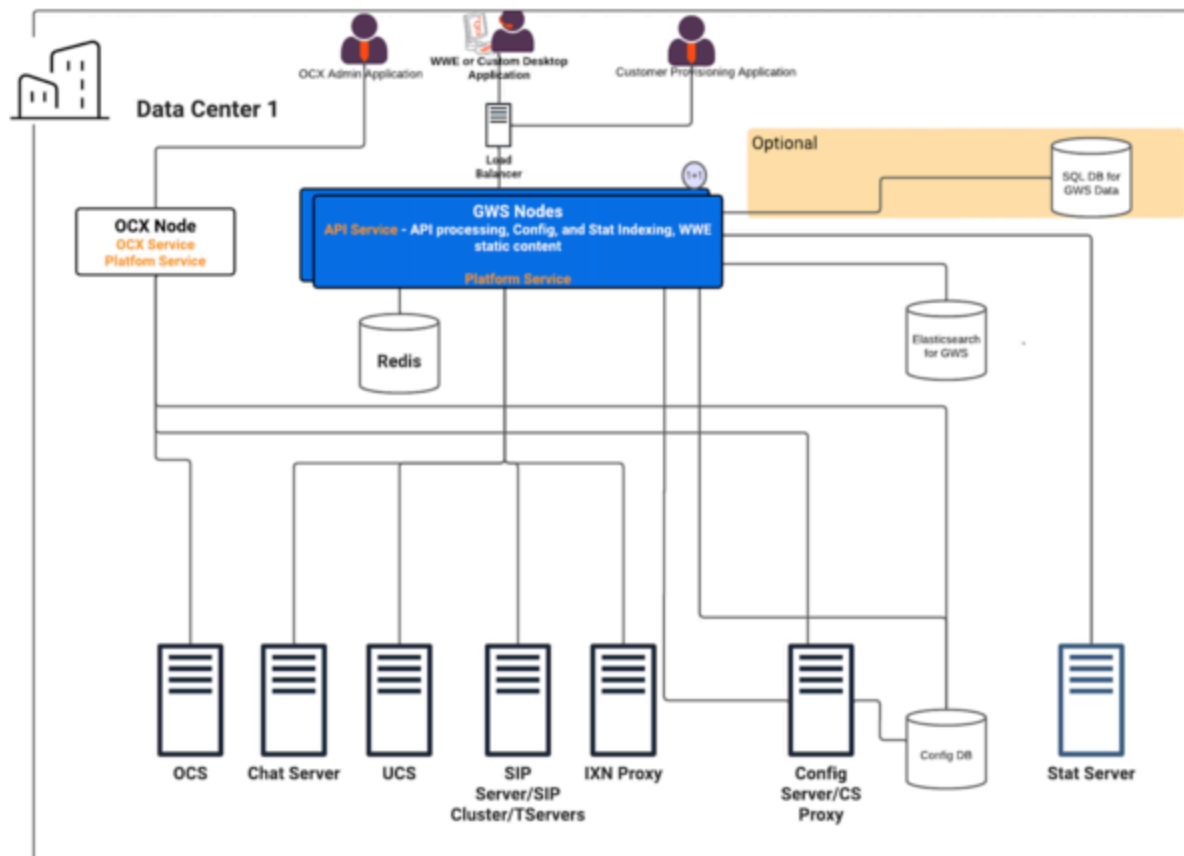 OCX Admin Application
WWE or Custom Desktop
Application
Customer Provisioning Application
Data Center 1
Load
Balancer
Optional
SQL DB for
GWS Data
1+1
OCX Node
OCX Service
Platfom Service
GWS Nodes
API Service - API processing, Config, and Stat Indexing, WWE
static content
Platform Service
Redis
Elasticsearch
for GWS
OCS
Chat Server
UCS
SIP
Server/SIP
Cluster/TServers
IXN Proxy
Config
Server/CS
Proxy
Config DB
Stat Server